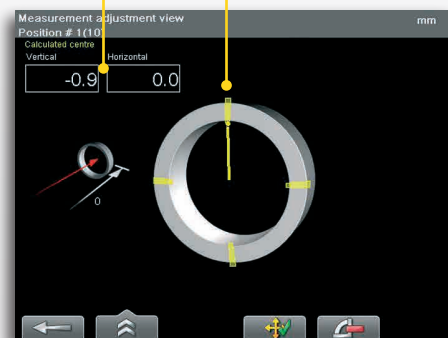 Measurement adjustment view
mm
Position # 1(10)
Calculated centre
Vertical
Horizontal
-0.9
0.0
0